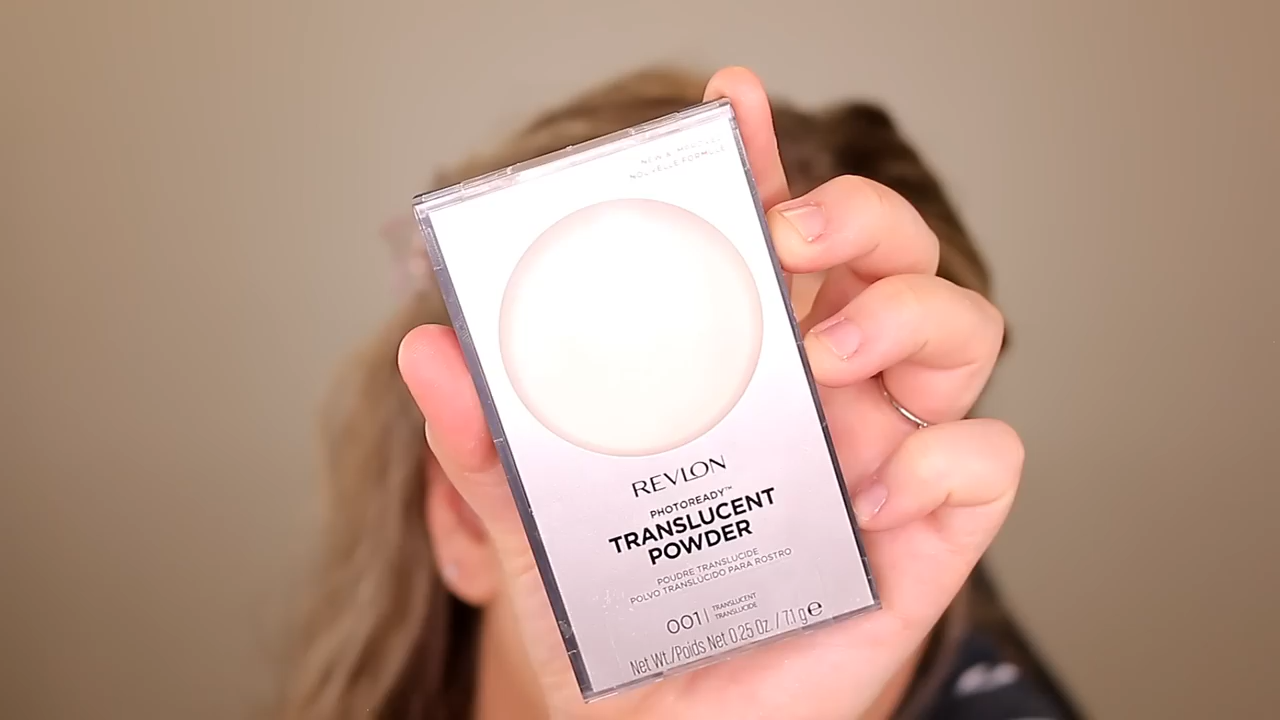 NEW & IMPROVED
NOUVELLE FORMULE
REVLON
PHOTOREADY™
TRANSLUCENT
POWDER
POUDRE TRANSLUCIDE
POLVO TRANSLÚCIDO PARA ROSTRO
001 | TRANSLUCENT
TRANSLUCIDE
Net Wt./Poids Net 0.25 Oz. / 7.1 g e